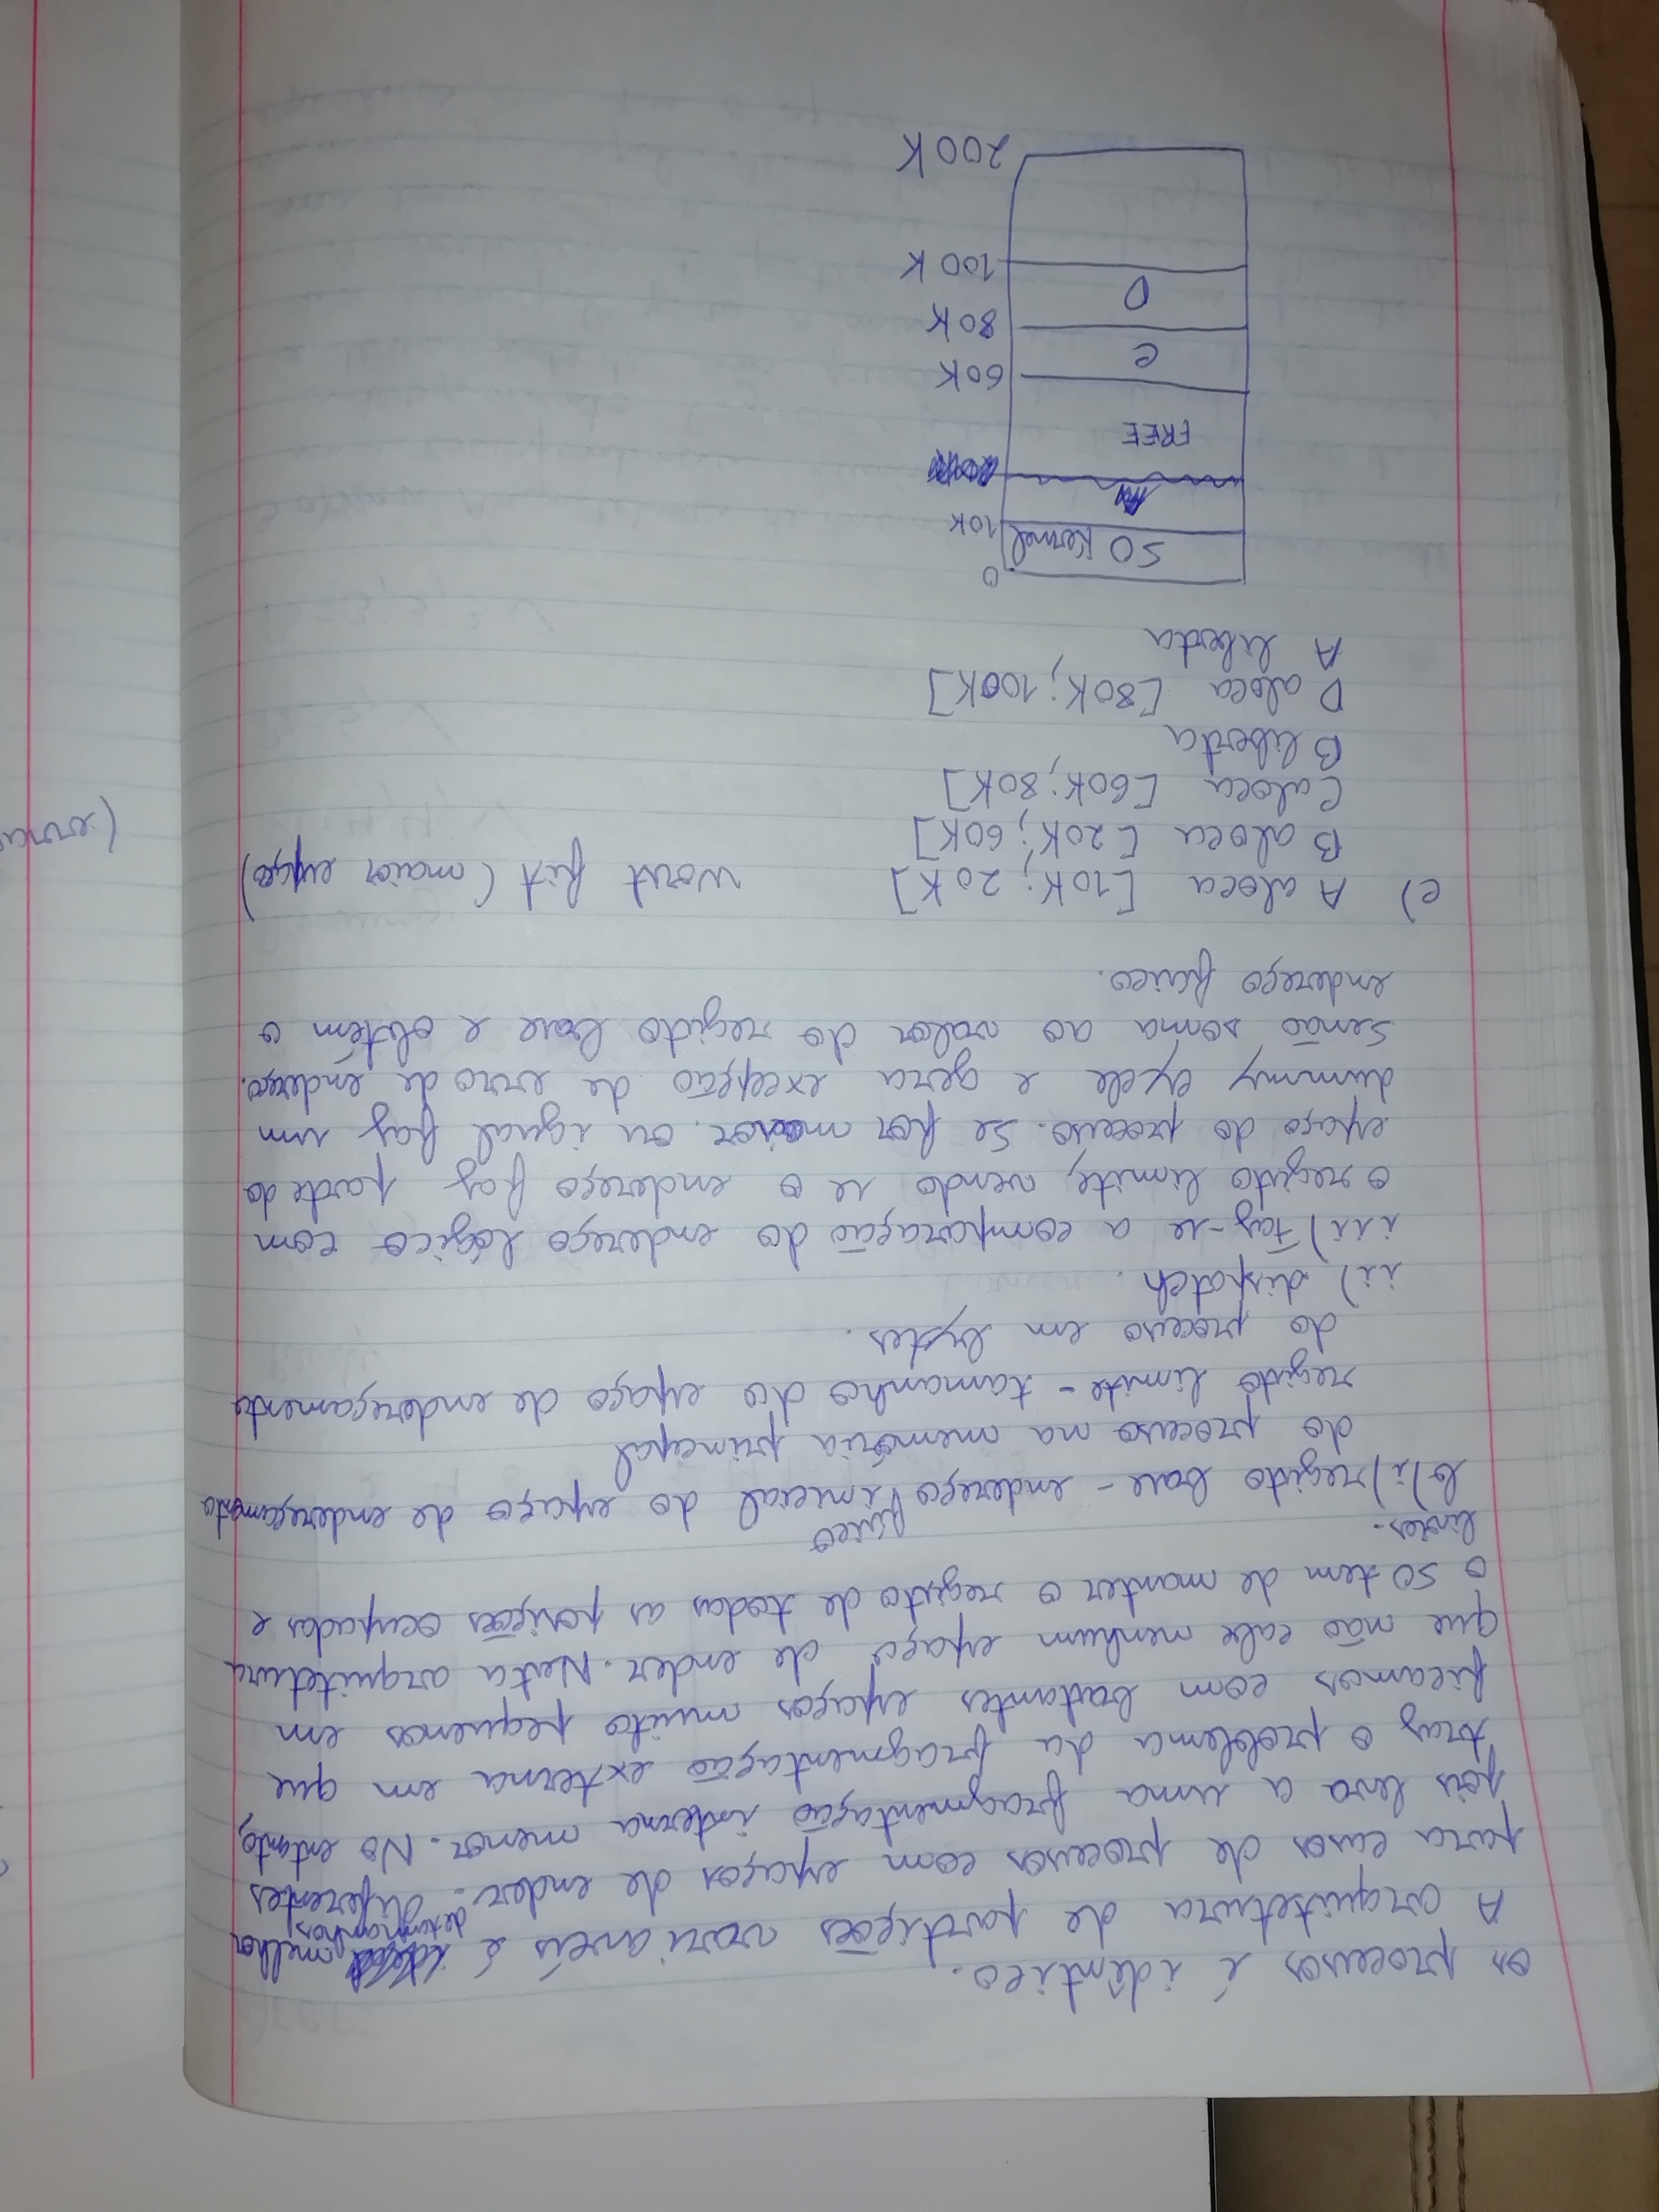 os processos é idêntico.
A arquitetura de partições variavéis é melhor
para casos de processos com espaços de ender. de tamanhos diferentes
pois leva a uma fragmentação interna menor. No entanto,
traz o problema da fragmentação externa em que
ficamos com bastantes espaços muito pequenos em
que não cabe nenhum espaço de ender. Nesta arquitetura
o SO tem de manter o registo de todas as posições ocupadas e
livres.
b) i) registo base - endereço físico inicial do espaço de endereçamento
do processo na memória principal
registo limite - tamanho do espaço de endereçamento
do processo em bytes.
ii) dispatch.
iii) Faz-se a comparação do endereço lógico com
o registo limite, vendo se o endereço faz parte do
espaço do processo. Se for maior ou igual faz um
dummy cycle e gera excepção de erro de endereço.
Senão soma ao valor do registo base e obtém o
endereço físico.
c) A aloca [10K; 20K] Worst fit (maior espaço)
B aloca [20K; 60K]
(erra
C aloca [60K; 80K]
B liberta
D aloca [80K; 100K]
A liberta
0
SO Kernel
10K
FREE
60K
C
80K
D
100K
200K